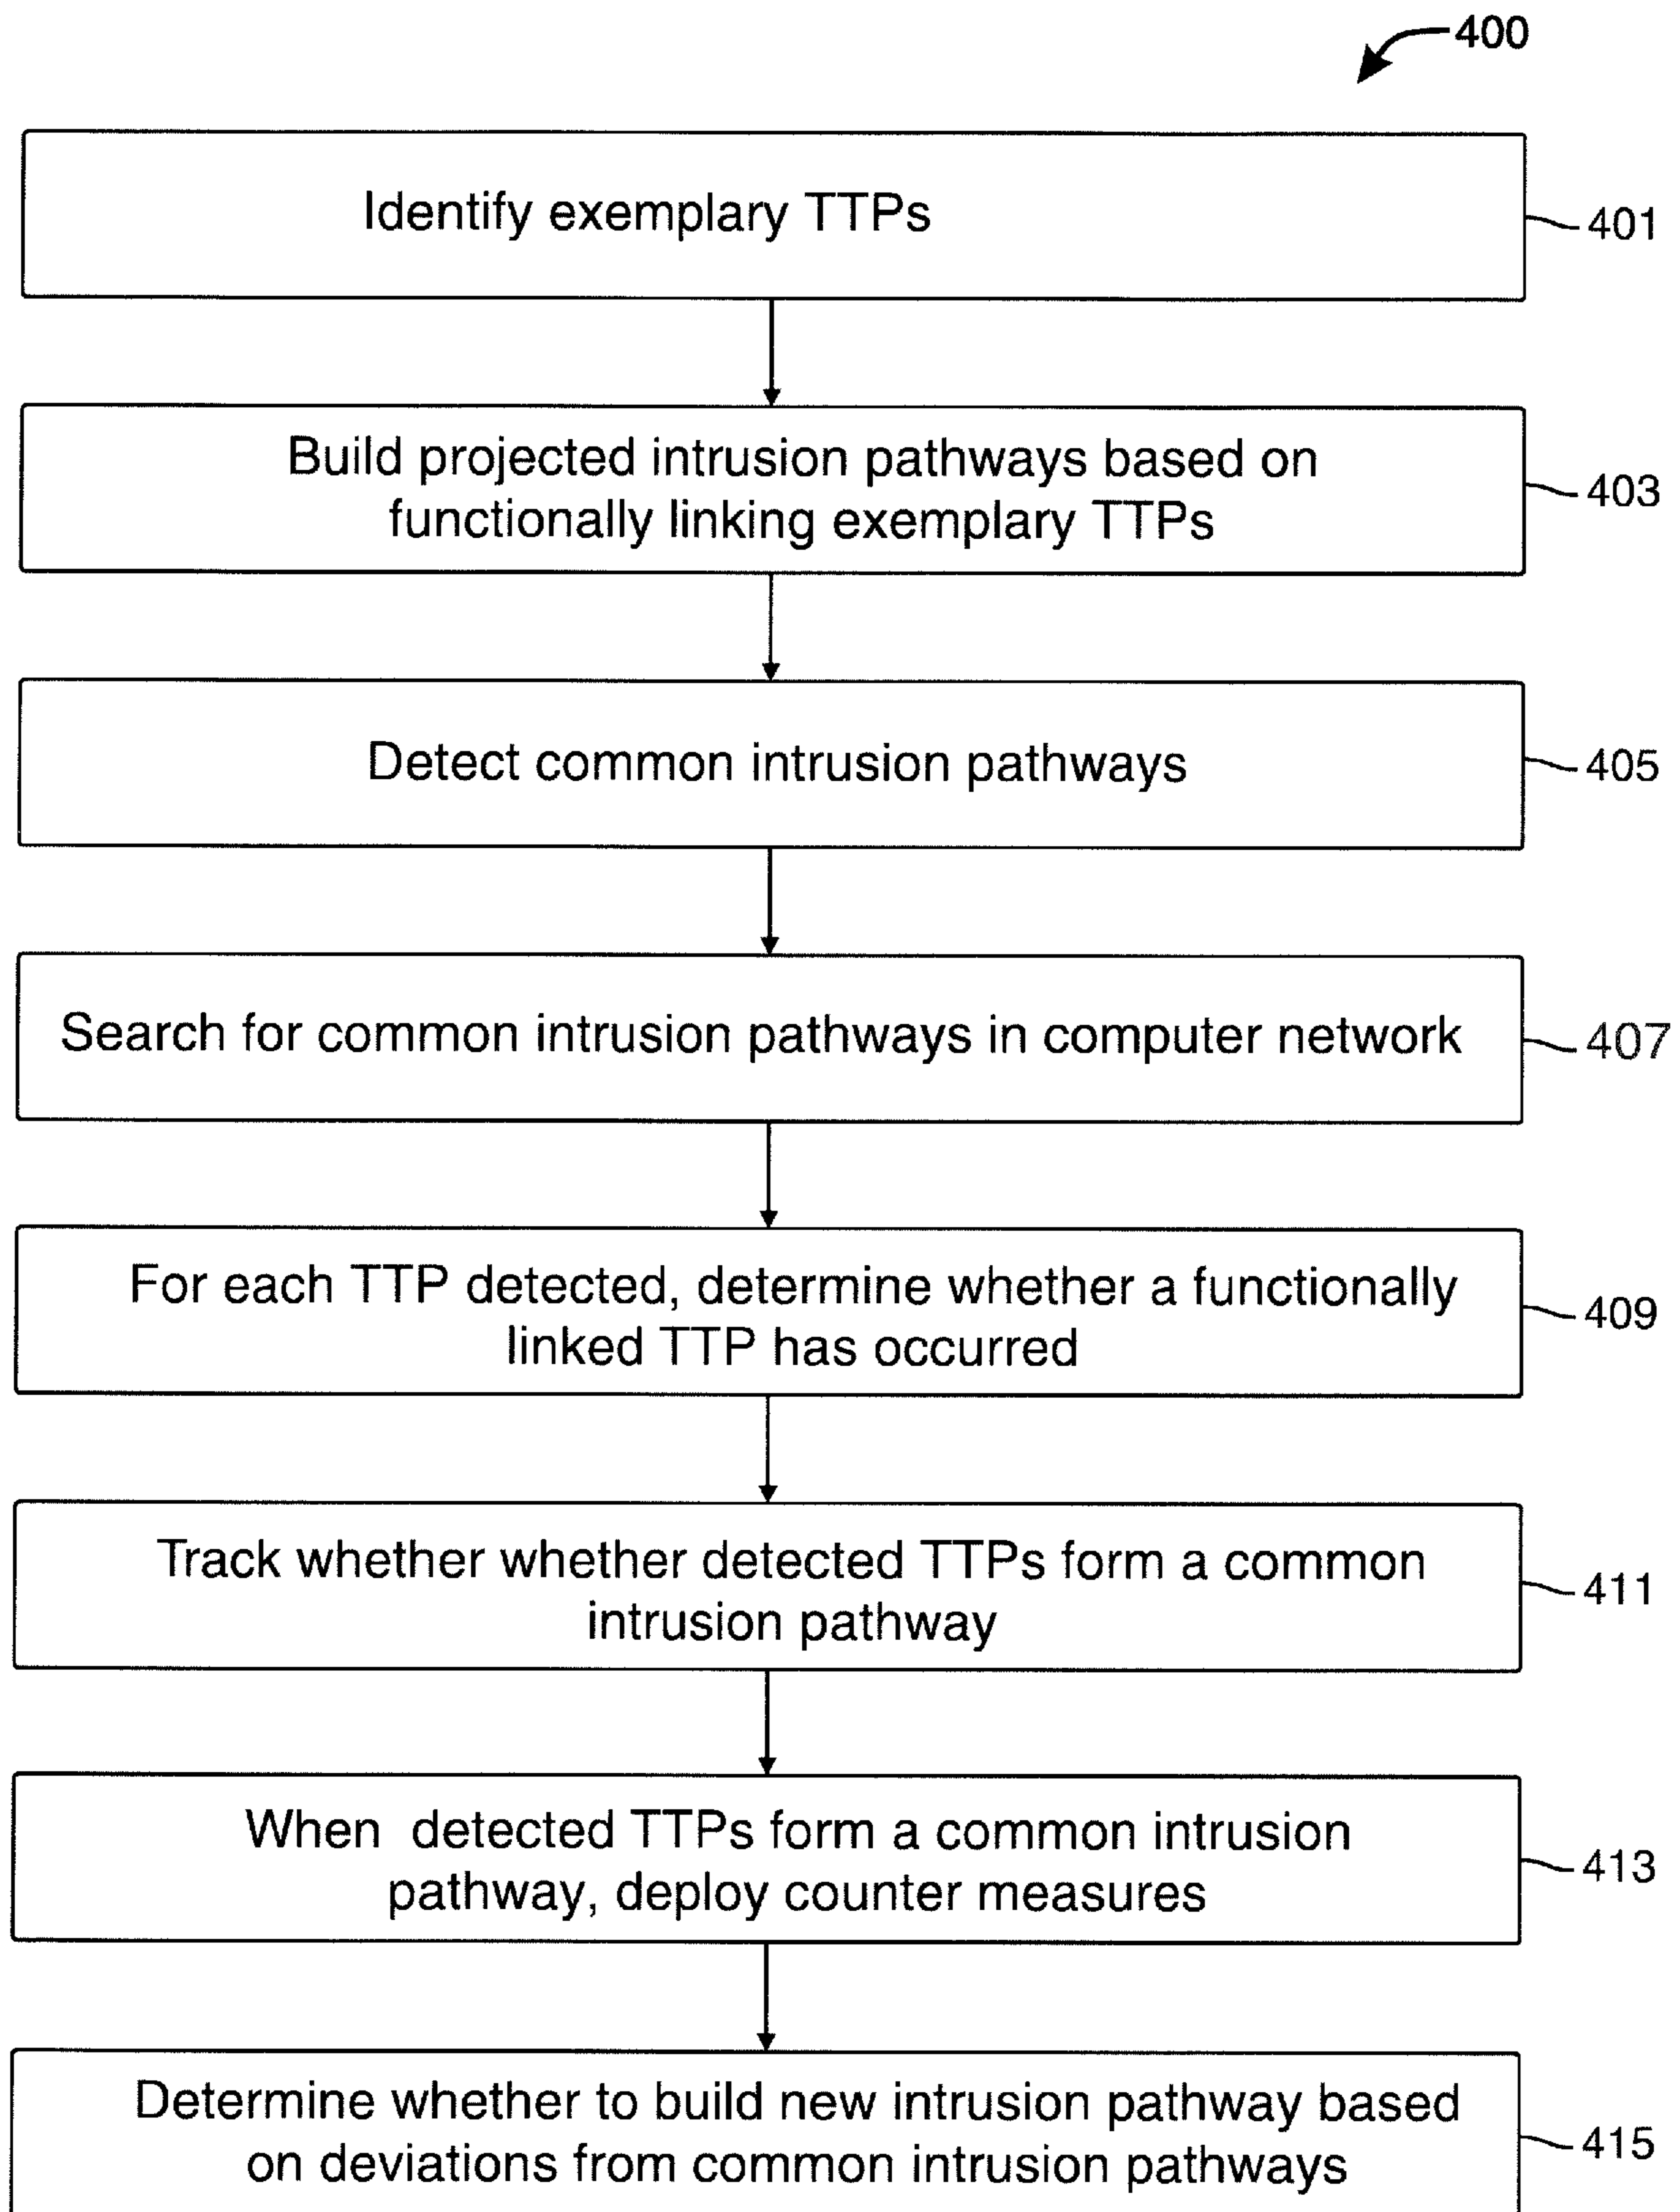 400
Identify exemplary TTPs
401
Build projected intrusion pathways based on
functionally linking exemplary TTPs
403
Detect common intrusion pathways
405
Search for common intrusion pathways in computer network
407
For each TTP detected, determine whether a functionally
linked TTP has occurred
409
Track whether whether detected TTPs form a common
intrusion pathway
411
When detected TTPs form a common intrusion
pathway, deploy counter measures
413
Determine whether to build new intrusion pathway based
on deviations from common intrusion pathways
415